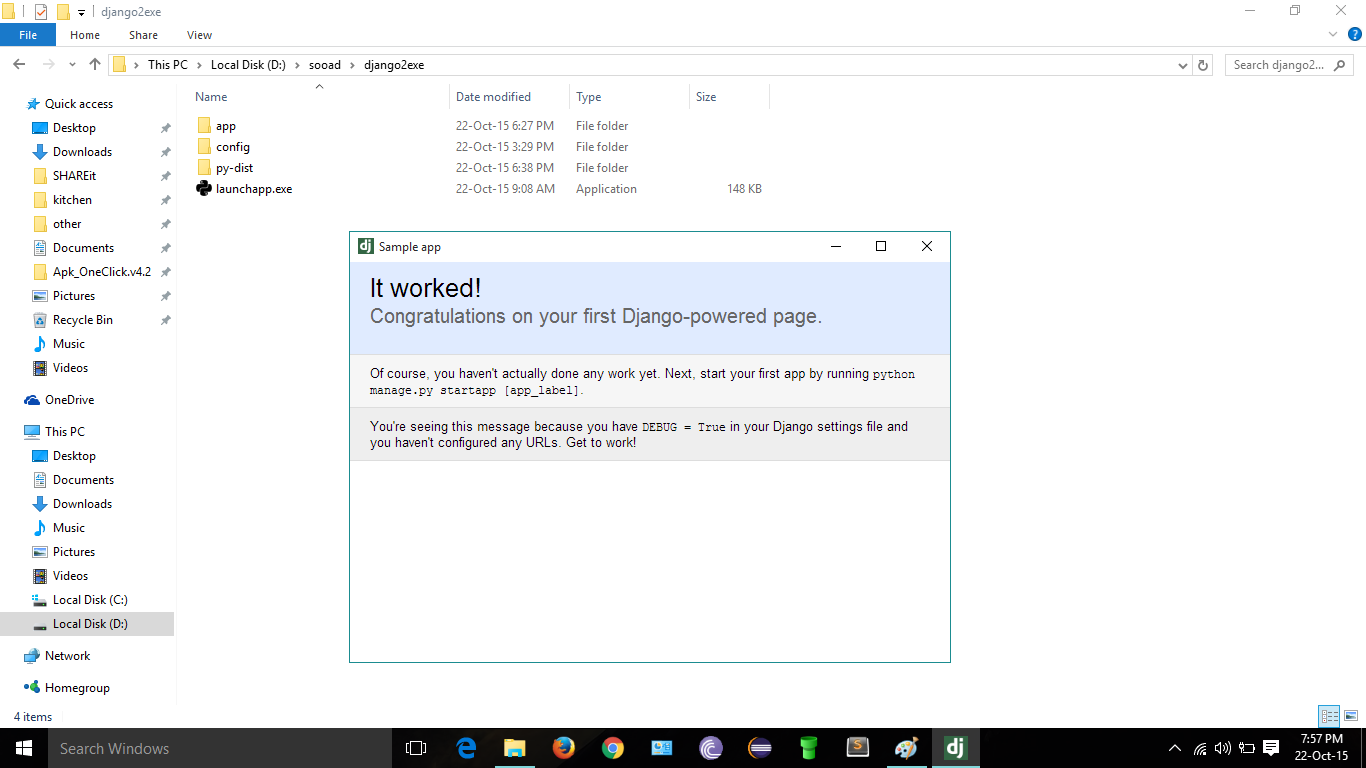 django2exe
File Home Share View
This PC Local Disk (D:) sooad django2exe
Search django2...
Name Date modified Type Size
app 22-Oct-15 6:27 PM File folder
config 22-Oct-15 3:29 PM File folder
py-dist 22-Oct-15 6:38 PM File folder
launchapp.exe 22-Oct-15 9:08 AM Application 148 KB
Quick access
Desktop
Downloads
SHAREit
kitchen
other
Documents
Apk_OneClick.v4.2
Pictures
Recycle Bin
Music
Videos
OneDrive
This PC
Desktop
Documents
Downloads
Music
Pictures
Videos
Local Disk (C:)
Local Disk (D:)
Network
Homegroup
dj Sample app
It worked!
Congratulations on your first Django-powered page.
Of course, you haven't actually done any work yet. Next, start your first app by running python
manage.py startapp [app_label].
You're seeing this message because you have DEBUG = True in your Django settings file and
you haven't configured any URLs. Get to work!
4 items
Search Windows
dj
7:57 PM
22-Oct-15